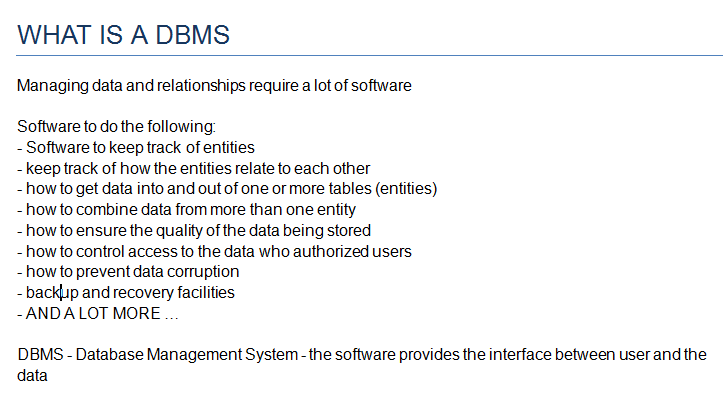 WHAT IS A DBMS
Managing data and relationships require a lot of software
Software to do the following:
- Software to keep track of entities
- keep track of how the entities relate to each other
- how to get data into and out of one or more tables (entities)
- how to combine data from more than one entity
- how to ensure the quality of the data being stored
- how to control access to the data who authorized users
- how to prevent data corruption
- backup and recovery facilities
- AND A LOT MORE ...
DBMS - Database Management System - the software provides the interface between user and the
data